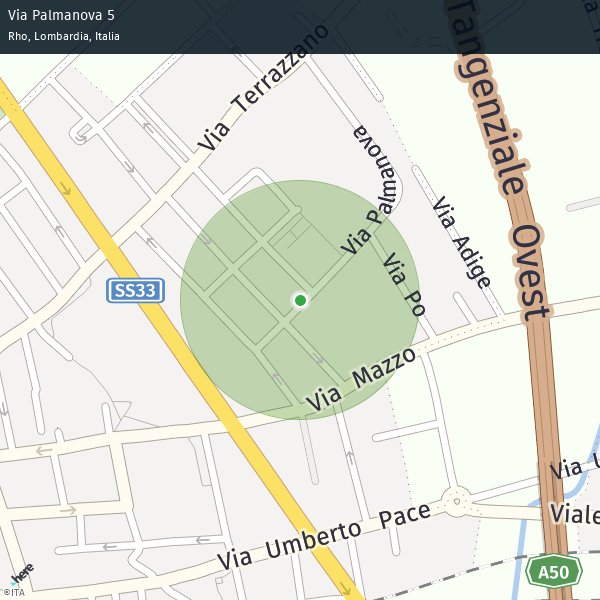 Via Palmanova 5
Rho, Lombardia, Italia
Via Terrazzano
Tangenziale Ovest
Via Palmanova
Via Adige
Via Po
SS33
Via Mazzo
Via U
Via Umberto Pace
Viale
A50
here
©ITA